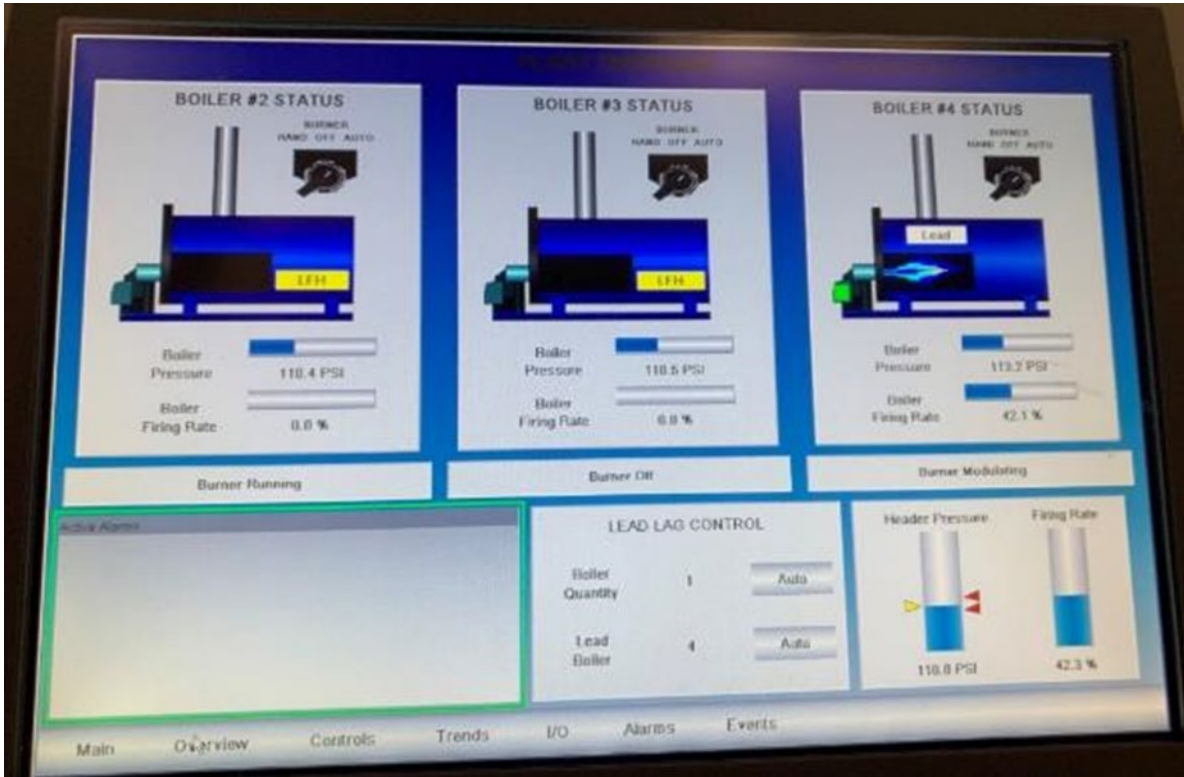 BOILER #2 STATUS
BURNER
HAND OFF AUTO
LFH
Boiler
Pressure
110.4 PSI
Boiler
Firing Rate
0.0 %
Burner Running
BOILER #3 STATUS
BURNER
HAND OFF AUTO
LFH
Boiler
Pressure
110.5 PSI
Boiler
Firing Rate
0.0 %
Burner Off
BOILER #4 STATUS
BURNER
HAND OFF AUTO
Lead
Boiler
Pressure
113.2 PSI
Boiler
Firing Rate
42.1 %
Burner Modulating
Active Alarms
LEAD LAG CONTROL
Boiler
Quantity
1
Auto
Lead
Boiler
4
Auto
Header Pressure
PSI
Firing Rate
42.3 %
Main
Overview
Controls
Trends
I/O
Alarms
Events